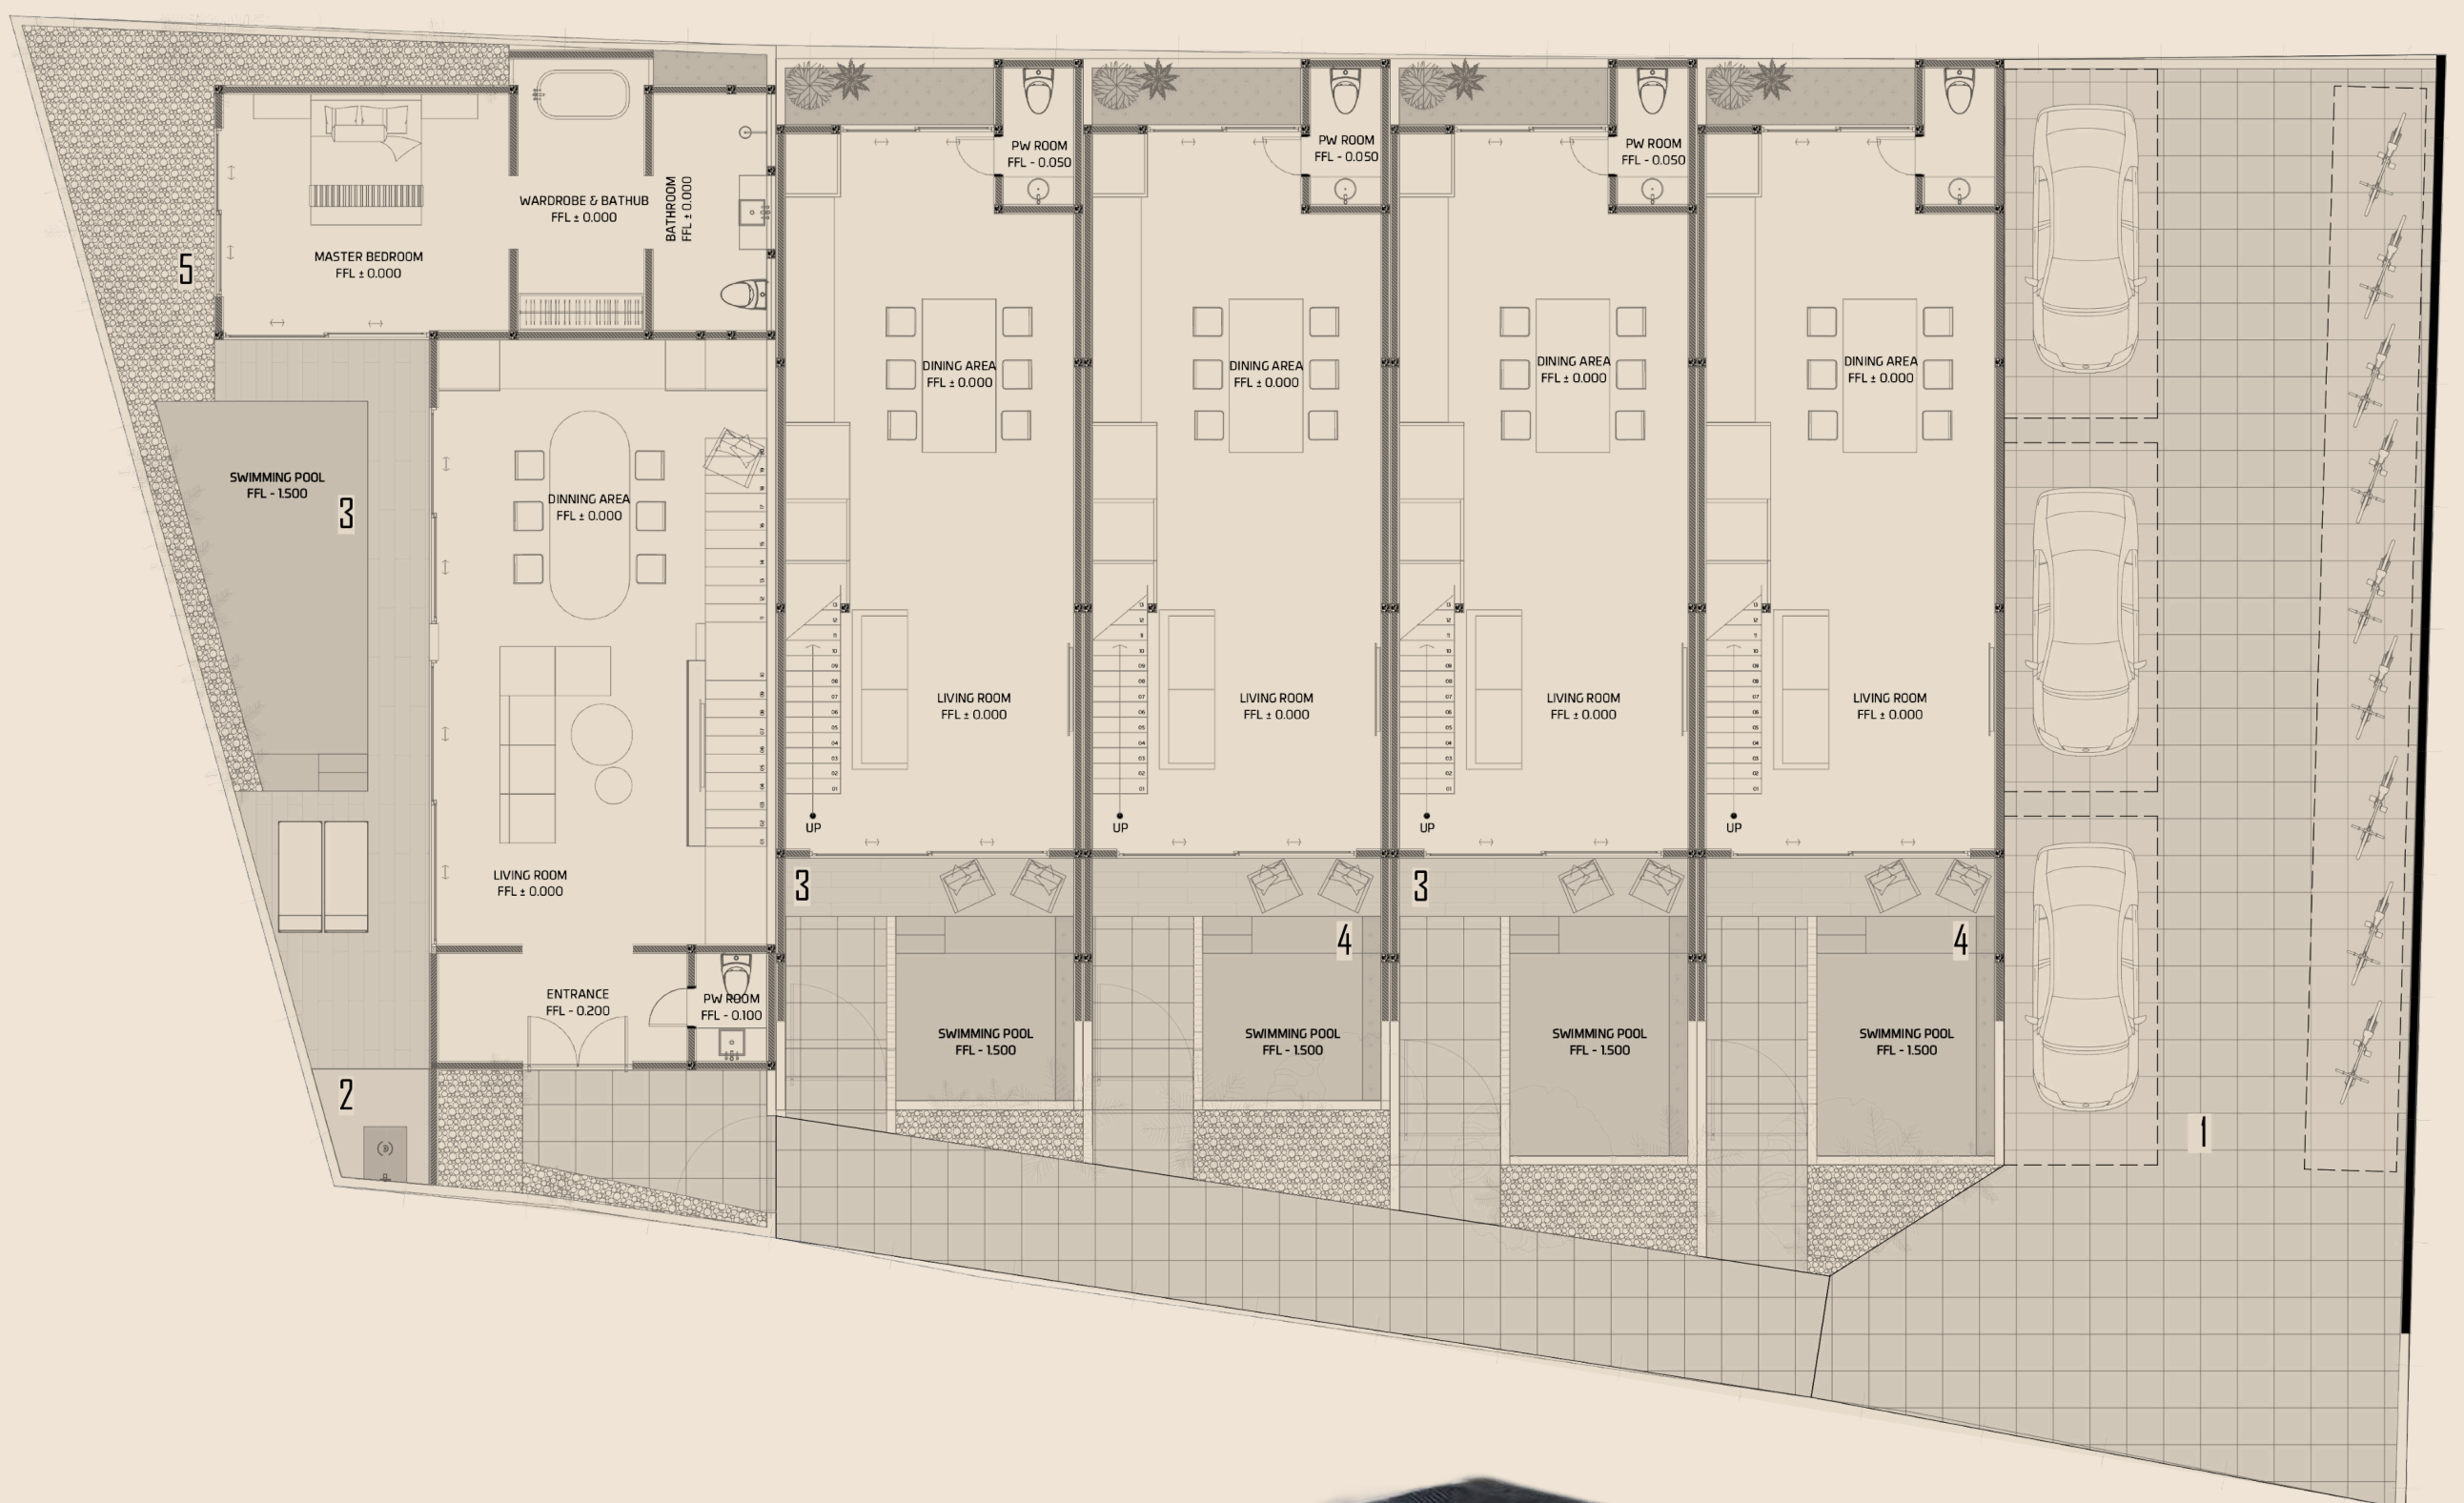 PW ROOM
FFL - 0.050
PW ROOM
FFL - 0.050
PW ROOM
FFL - 0.050
WARDROBE & BATHUB
FFL ± 0.000
BATHROOM
FFL ± 0.000
MASTER BEDROOM
FFL ± 0.000
5
DINING AREA
FFL ± 0.000
DINING AREA
FFL ± 0.000
DINING AREA
FFL ± 0.000
DINING AREA
FFL ± 0.000
SWIMMING POOL
FFL - 1.500
3
DINNING AREA
FFL ± 0.000
LIVING ROOM
FFL ± 0.000
LIVING ROOM
FFL ± 0.000
LIVING ROOM
FFL ± 0.000
LIVING ROOM
FFL ± 0.000
UP
UP
UP
UP
LIVING ROOM
FFL ± 0.000
3
3
4
4
ENTRANCE
FFL - 0.200
PW ROOM
FFL - 0.100
SWIMMING POOL
FFL - 1.500
SWIMMING POOL
FFL - 1.500
SWIMMING POOL
FFL - 1.500
SWIMMING POOL
FFL - 1.500
2
1